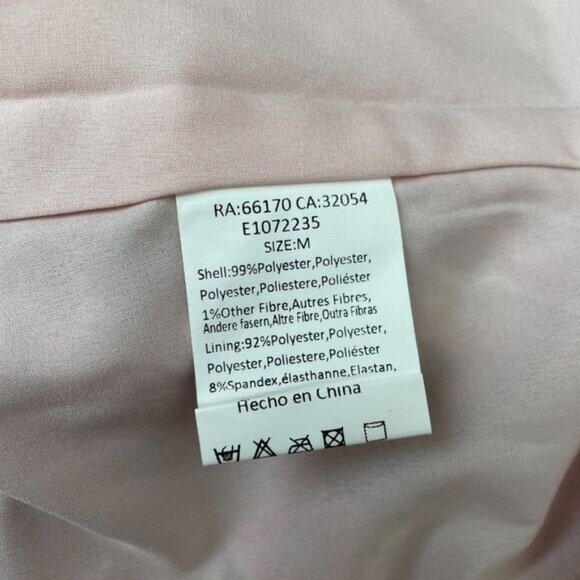 RA:66170 CA:32054
E1072235
SIZE:M
Shell:99%Polyester,Polyester,
Polyester,Poliestere,Poliéster
1%Other Fibre,Autres Fibres,
Andere fasern,Altre Fibre,Outra Fibras
Lining:92%Polyester,Polyester,
Polyester,Poliestere,Poliéster
8%Spandex,élasthanne,Elastan,
Hecho en China